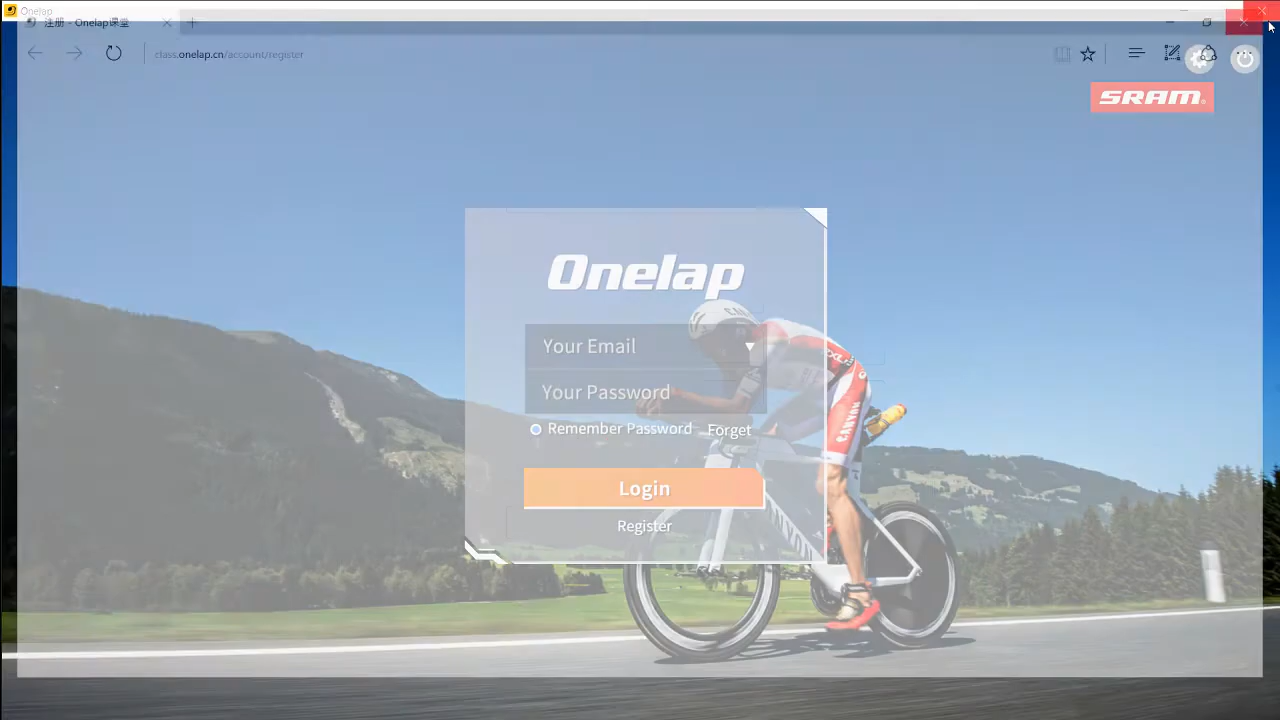 Onelap
注册 - Onelap课堂
class.onelap.cn/account/register
SRAM
Onelap
Your Email
Your Password
Remember Password Forget
Login
Register
CANYON